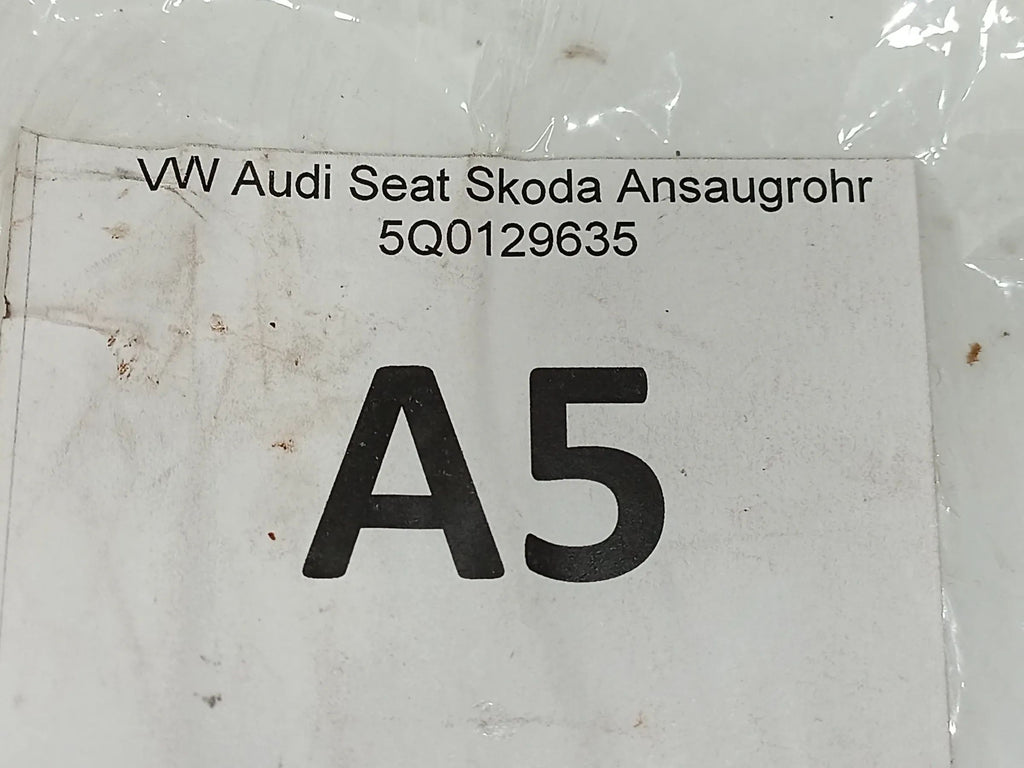 VW Audi Seat Skoda Ansaugrohr
5Q0129635
A5